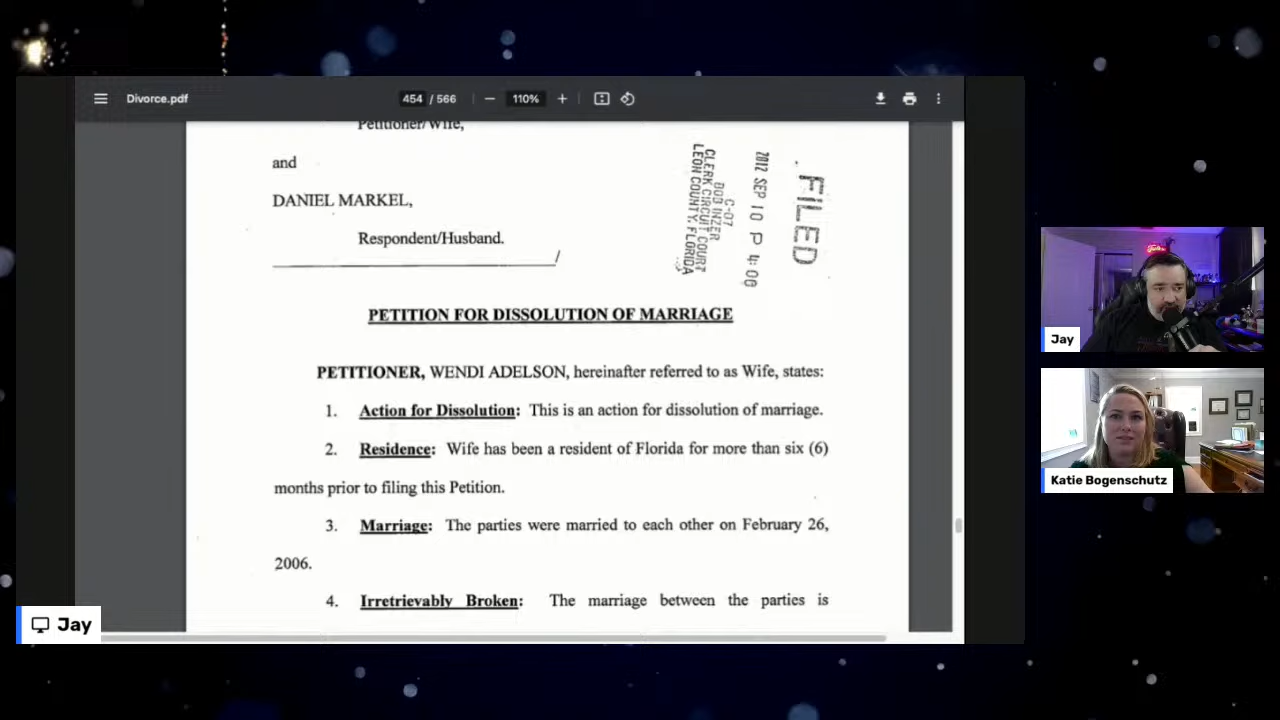 Divorce.pdf
454 / 566
110%
Petitioner/Wife,
and
DANIEL MARKEL,
Respondent/Husband.
/
FILED
2012 SEP 10 P 4:00
C-07
BOB INZER
CLERK CIRCUIT COURT
LEON COUNTY, FLORIDA
PETITION FOR DISSOLUTION OF MARRIAGE
PETITIONER, WENDI ADELSON, hereinafter referred to as Wife, states:
1. Action for Dissolution: This is an action for dissolution of marriage.
2. Residence: Wife has been a resident of Florida for more than six (6)
months prior to filing this Petition.
3. Marriage: The parties were married to each other on February 26,
2006.
4. Irretrievably Broken: The marriage between the parties is
Jay
Jay
Katie Bogenschutz